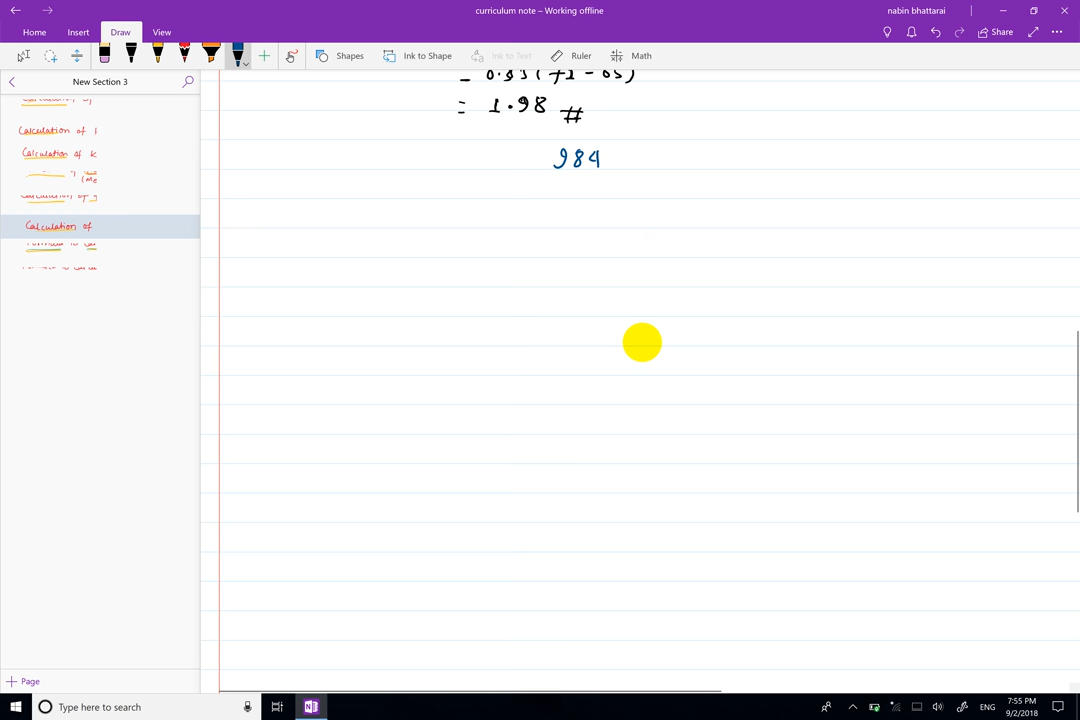 curriculum note – Working offline
nabin bhattarai
Home Insert Draw View
Share
Shapes Ink to Shape Ink to Text Ruler Math
New Section 3
Calculation of
Calculation of k
(Me
Calculation of
= 1.98 #
984
Page
Type here to search
ENG
7:55 PM
9/2/2018